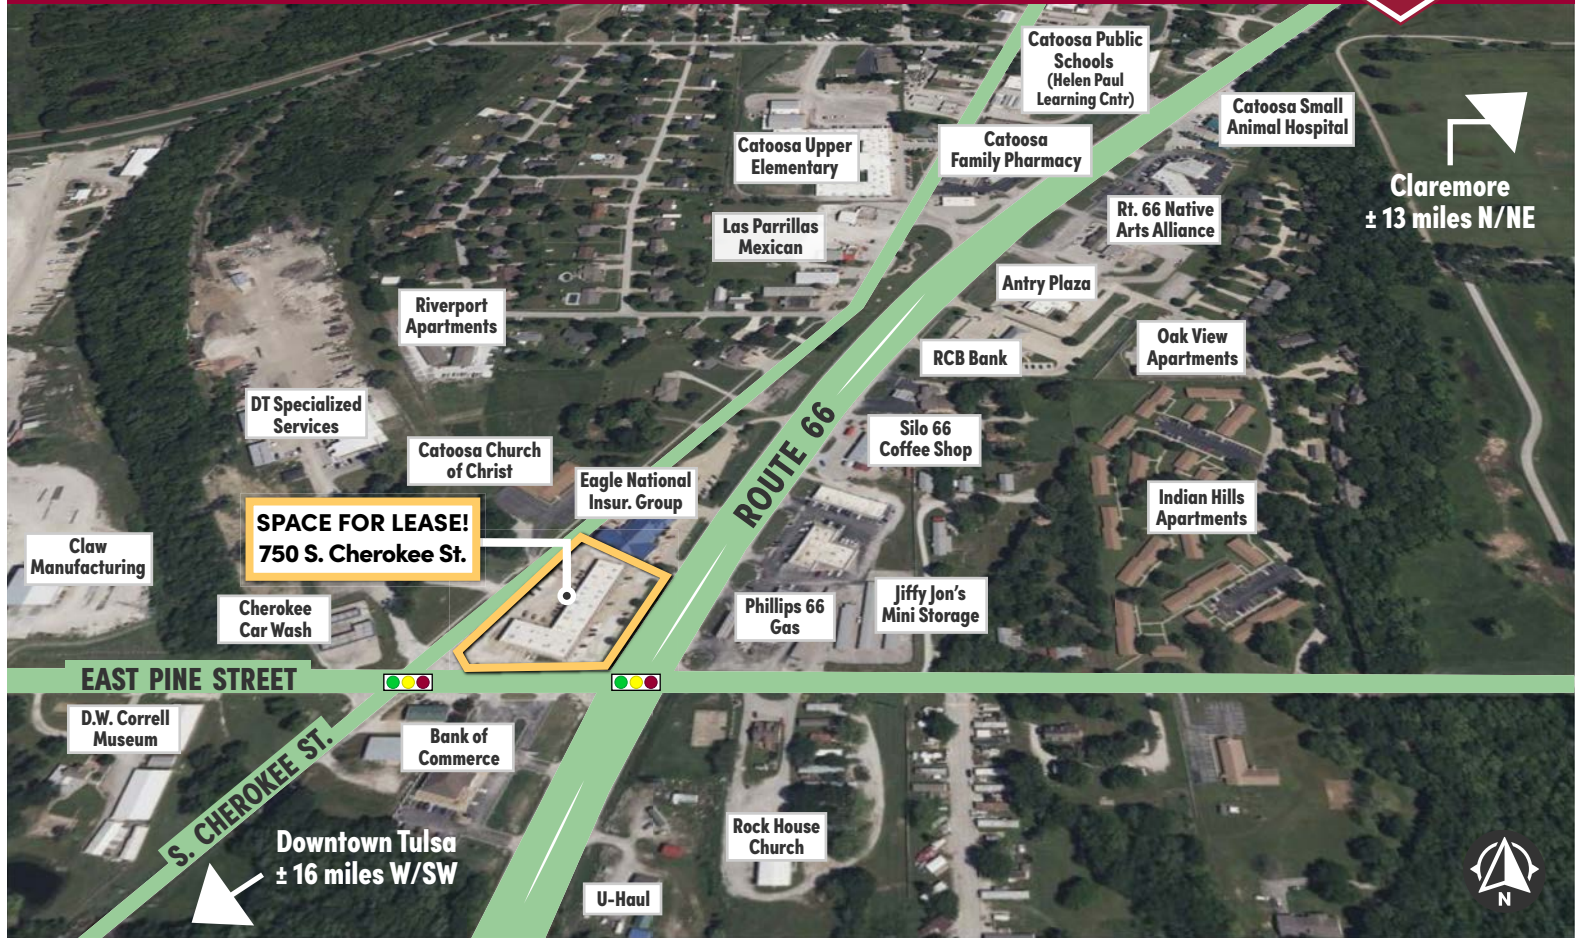 Catoosa Public
Schools
(Helen Paul
Learning Cntr)
Catoosa Small
Animal Hospital
Catoosa Upper
Elementary
Catoosa
Family Pharmacy
Claremore
± 13 miles N/NE
Rt. 66 Native
Arts Alliance
Las Parrillas
Mexican
Antry Plaza
Riverport
Apartments
Oak View
Apartments
RCB Bank
DT Specialized
Services
ROUTE 66
Silo 66
Coffee Shop
Catoosa Church
of Christ
Eagle National
Insur. Group
Indian Hills
Apartments
SPACE FOR LEASE!
750 S. Cherokee St.
Claw
Manufacturing
Cherokee
Car Wash
Phillips 66
Gas
Jiffy Jon's
Mini Storage
EAST PINE STREET
D.W. Correll
Museum
Bank of
Commerce
S. CHEROKEE ST.
Downtown Tulsa
± 16 miles W/SW
Rock House
Church
U-Haul
N